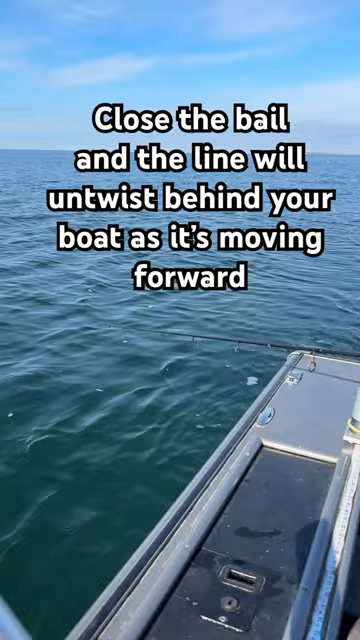 Close the bail
and the line will
untwist behind your
boat as it's moving
forward